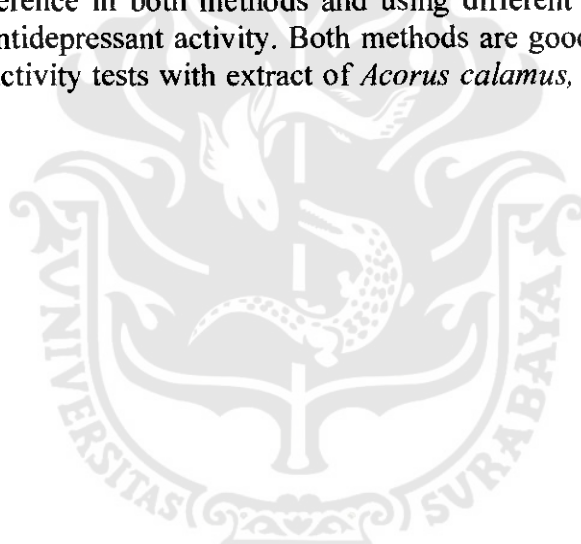 erence in both methods and using different
ntidepressant activity. Both methods are good
ctivity tests with extract of Acorus calamus,
UNIVERSITAS SURABAYA